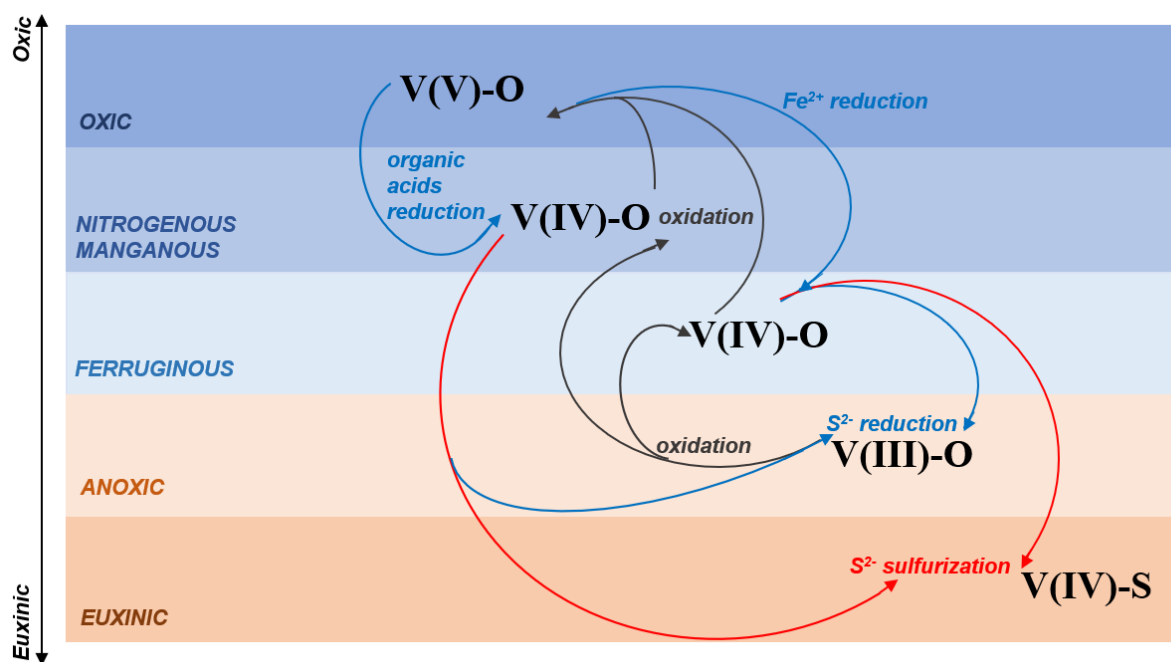 Oxic
V(V)-O
Fe²⁺ reduction
OXIC
organic
acids
reduction
V(IV)-O
oxidation
NITROGENOUS
MANGANOUS
V(IV)-O
FERRUGINOUS
S²⁻ reduction
oxidation
V(III)-O
ANOXIC
S²⁻ sulfurization
V(IV)-S
EUXINIC
Euxinic